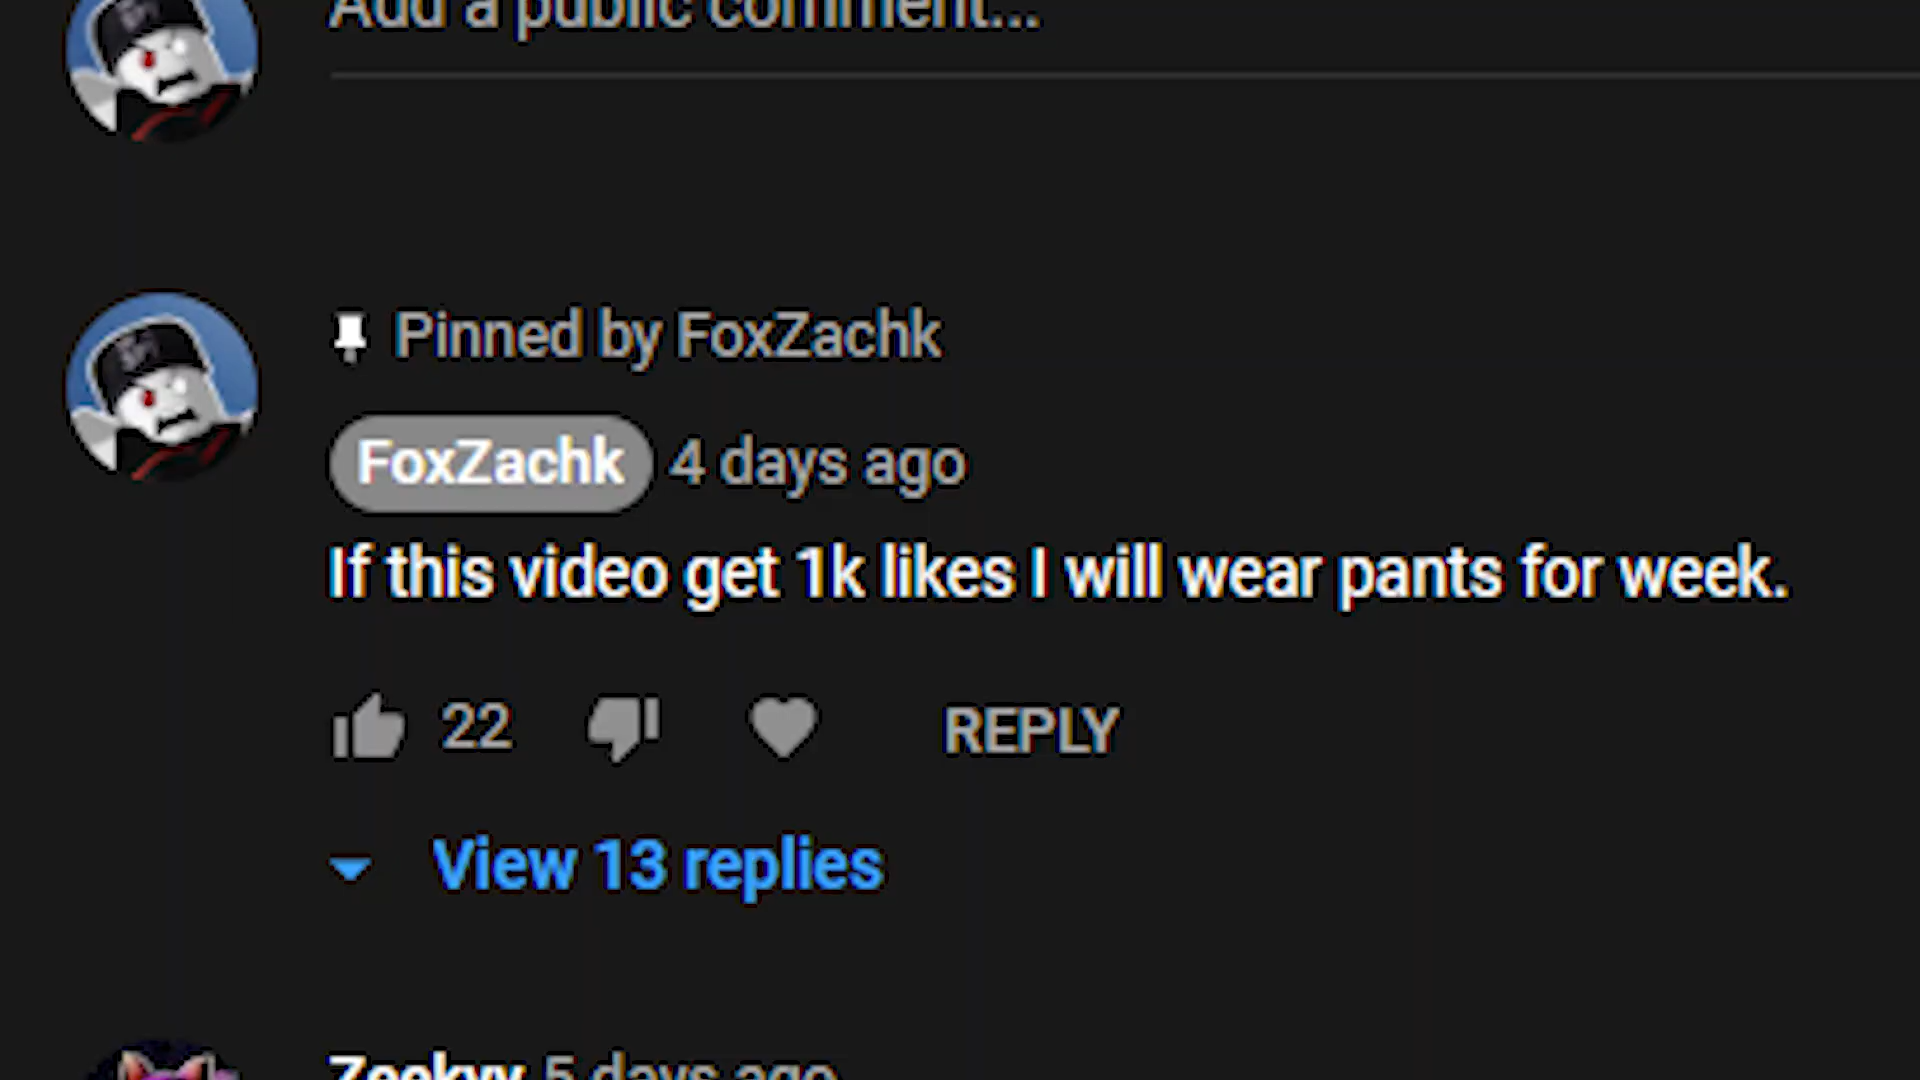 Add a public comment...
Pinned by FoxZachk
FoxZachk 4 days ago
If this video get 1k likes I will wear pants for week.
22 REPLY
View 13 replies
Zeekyy 5 days ago